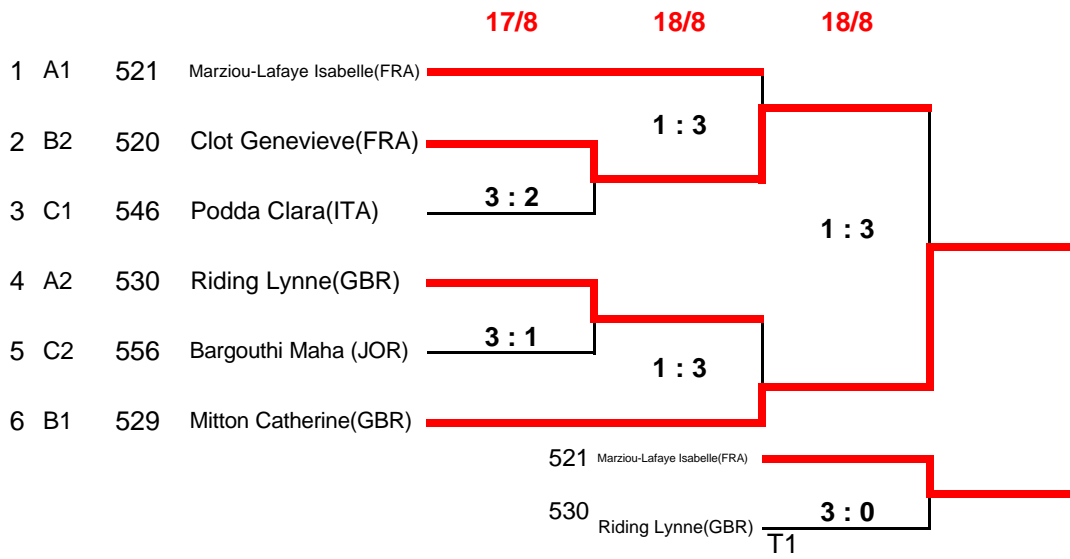 17/8 18/8 18/8
1 A1 521 Marziou-Lafaye Isabelle(FRA)
1 : 3
2 B2 520 Clot Genevieve(FRA)
3 : 2
3 C1 546 Podda Clara(ITA)
1 : 3
4 A2 530 Riding Lynne(GBR)
3 : 1
5 C2 556 Bargouthi Maha (JOR)
1 : 3
6 B1 529 Mitton Catherine(GBR)
521 Marziou-Lafaye Isabelle(FRA)
530 Riding Lynne(GBR) 3 : 0
T1